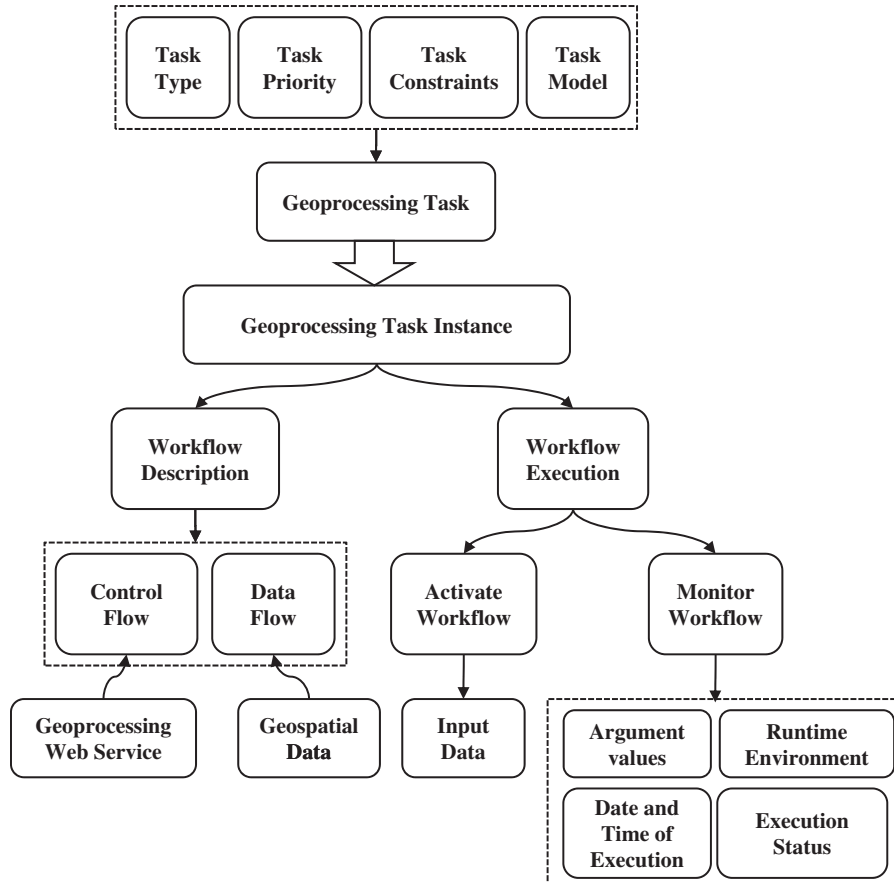 Task
Type
Task
Priority
Task
Constraints
Task
Model
Geoprocessing Task
Geoprocessing Task Instance
Workflow
Description
Workflow
Execution
Control
Flow
Data
Flow
Activate
Workflow
Monitor
Workflow
Geoprocessing
Web Service
Geospatial
Data
Input
Data
Argument
values
Runtime
Environment
Date and
Time of
Execution
Execution
Status